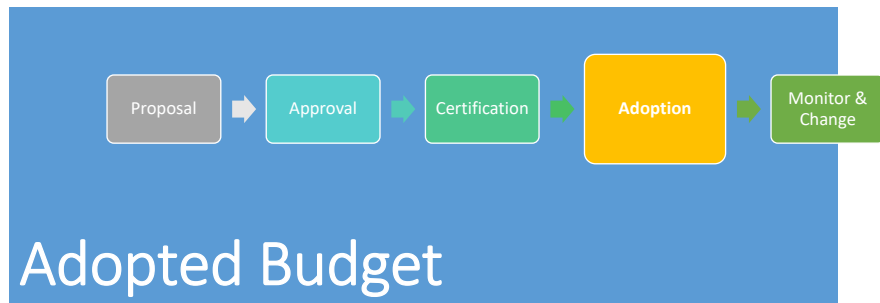 Proposal
Approval
Certification
Adoption
Monitor &
Change
Adopted Budget